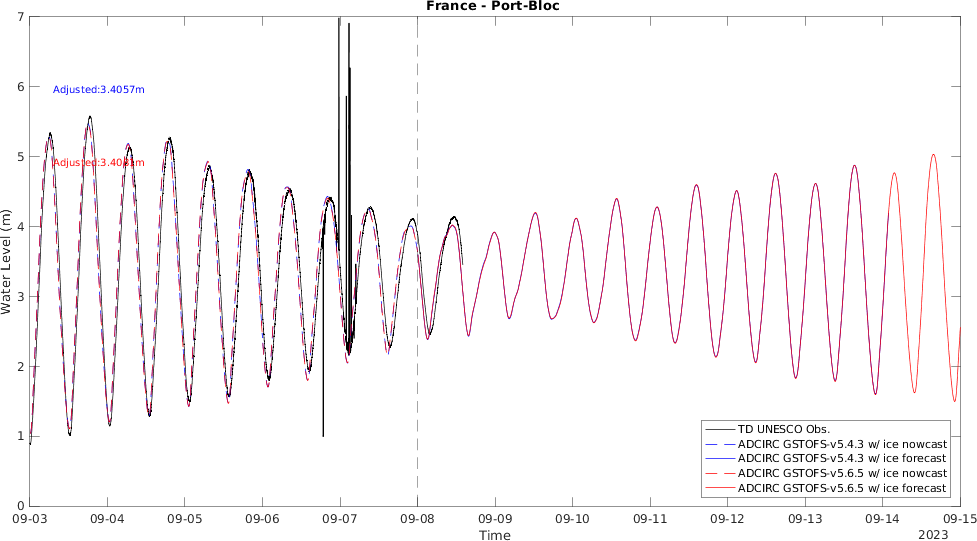 France - Port-Bloc
Water Level (m)
7
6
5
4
3
2
1
0
Adjusted:3.4057m
TD UNESCO Obs.
ADCIRC GSTOFS-v5.4.3 w/ ice nowcast
ADCIRC GSTOFS-v5.4.3 w/ ice forecast
ADCIRC GSTOFS-v5.6.5 w/ ice nowcast
ADCIRC GSTOFS-v5.6.5 w/ ice forecast
09-03 09-04 09-05 09-06 09-07 09-08 09-09 09-10 09-11 09-12 09-13 09-14 09-15
Time
2023